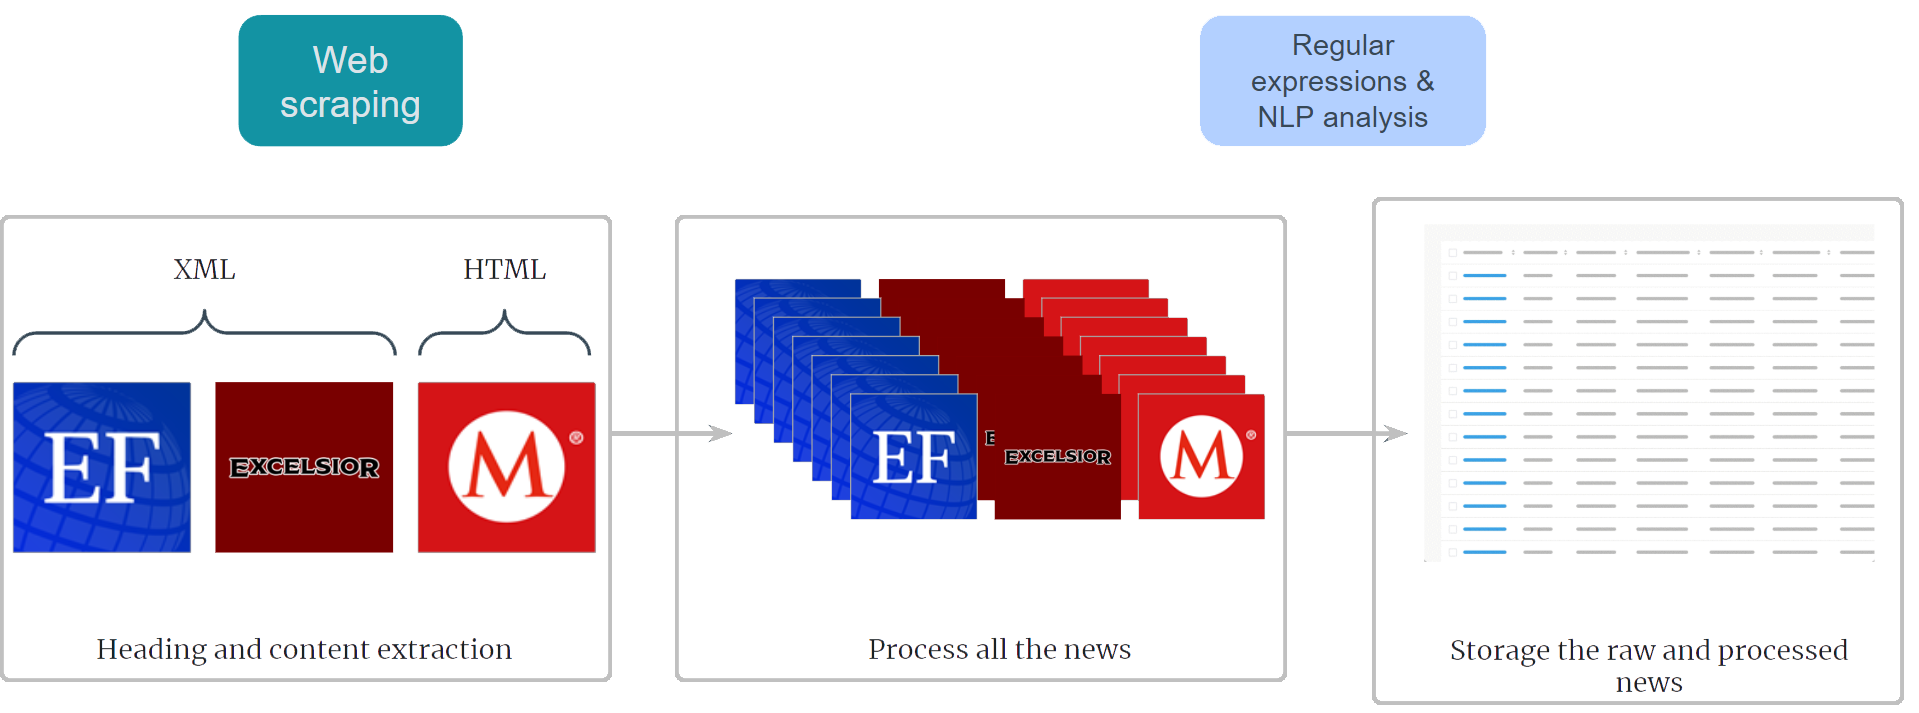 Web
scraping
Regular
expressions &
NLP analysis
XML
HTML
EF
EXCELSIOR
M®
Heading and content extraction
EF
E
EXCELSIOR
M®
Process all the news
Storage the raw and processed
news